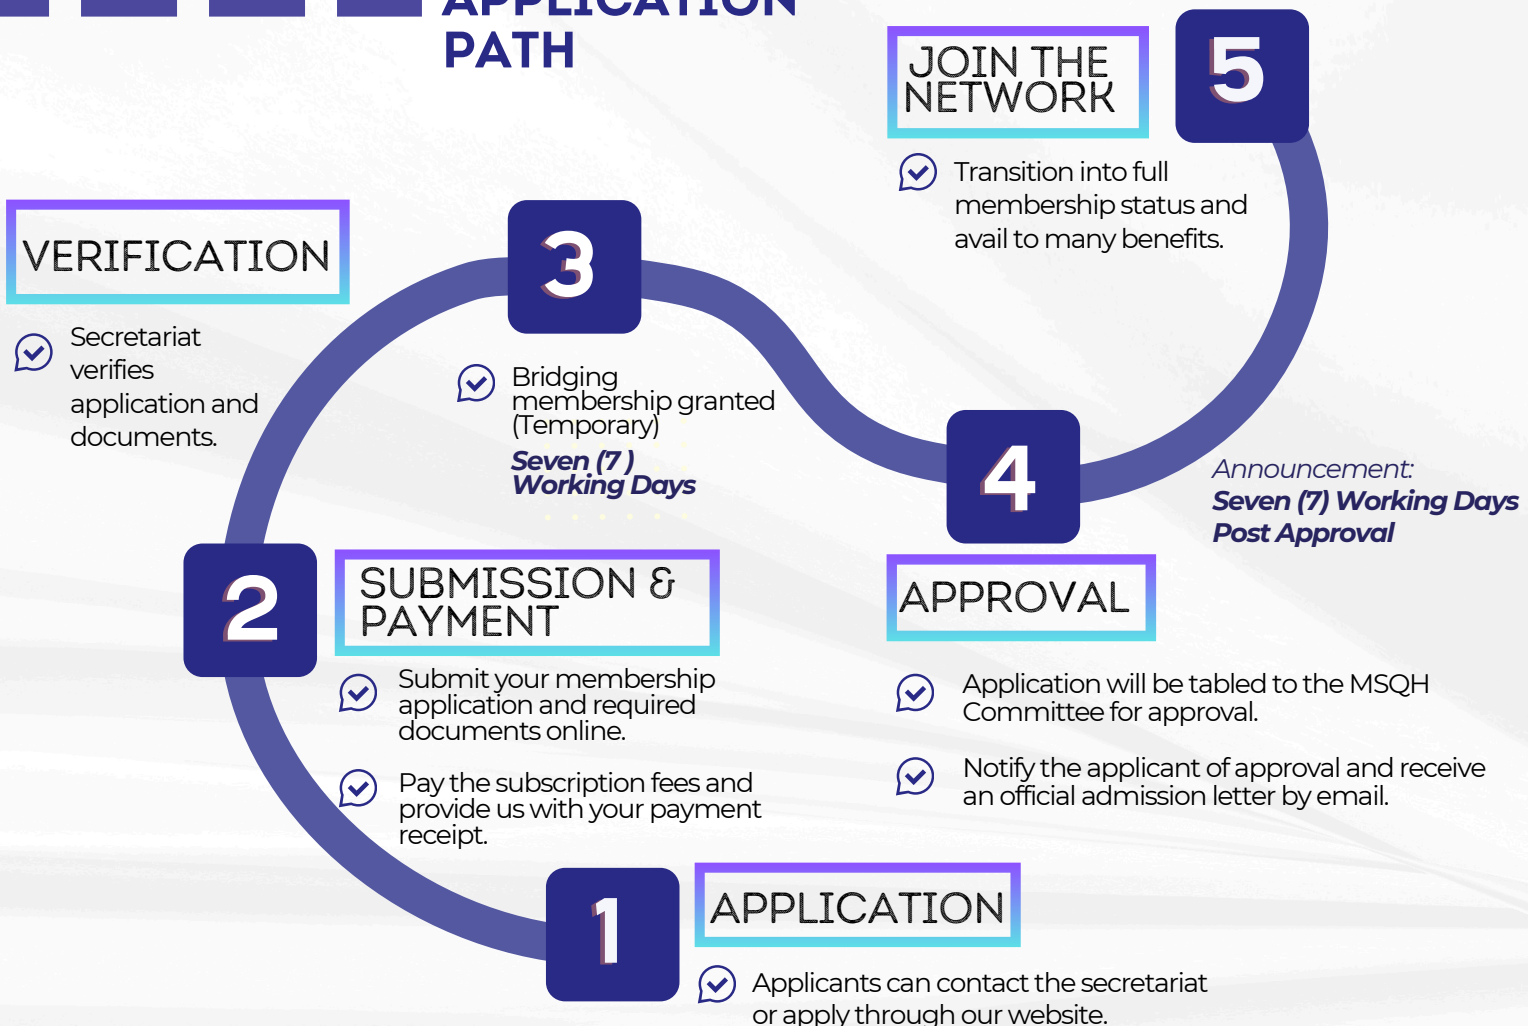 APPLICATION
PATH
5
JOIN THE
NETWORK
Transition into full
membership status and
avail to many benefits.
VERIFICATION
Secretariat
verifies
application and
documents.
3
Bridging
membership granted
(Temporary)
Seven (7 )
Working Days
4
Announcement:
Seven (7) Working Days
Post Approval
APPROVAL
Application will be tabled to the MSQH
Committee for approval.
Notify the applicant of approval and receive
an official admission letter by email.
2
SUBMISSION &
PAYMENT
Submit your membership
application and required
documents online.
Pay the subscription fees and
provide us with your payment
receipt.
1
APPLICATION
Applicants can contact the secretariat
or apply through our website.